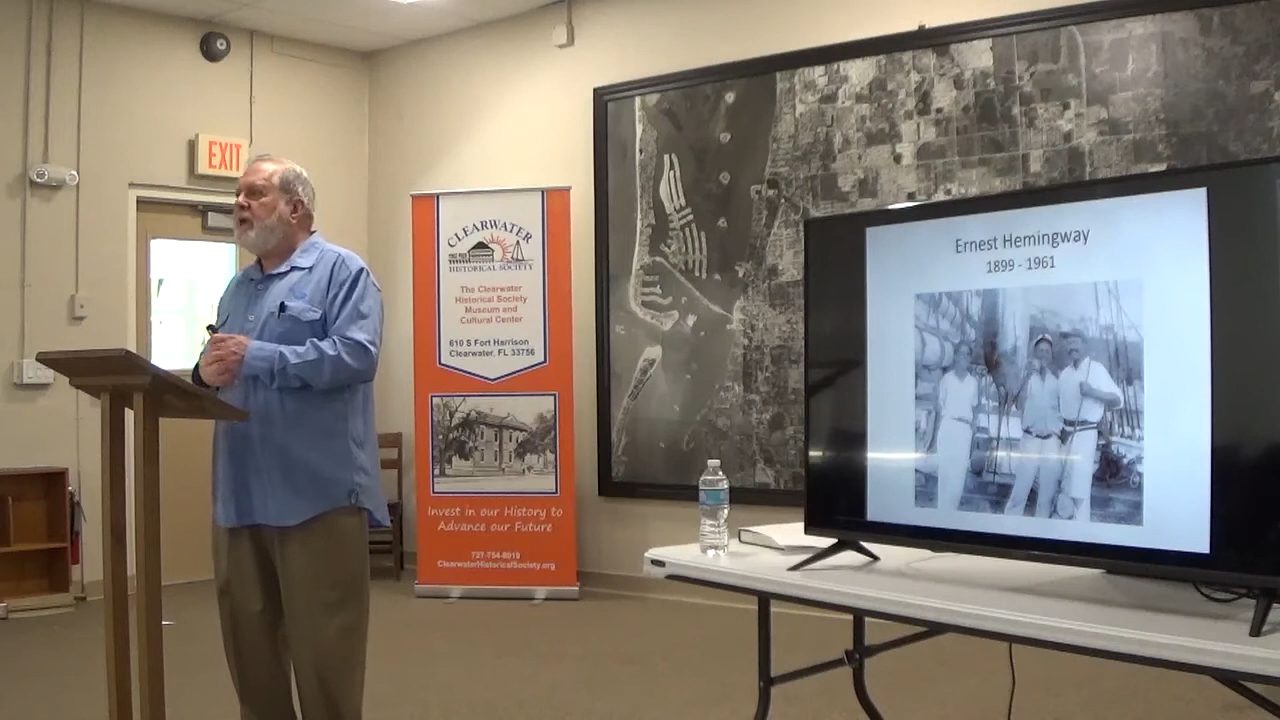 EXIT
CLEARWATER
HISTORICAL SOCIETY
The Clearwater
Historical Society
Museum and
Cultural Center
610 S Fort Harrison
Clearwater, FL 33756
Invest in our History to
Advance our Future
727-754-8019
ClearwaterHistoricalSociety.org
Ernest Hemingway
1899 - 1961